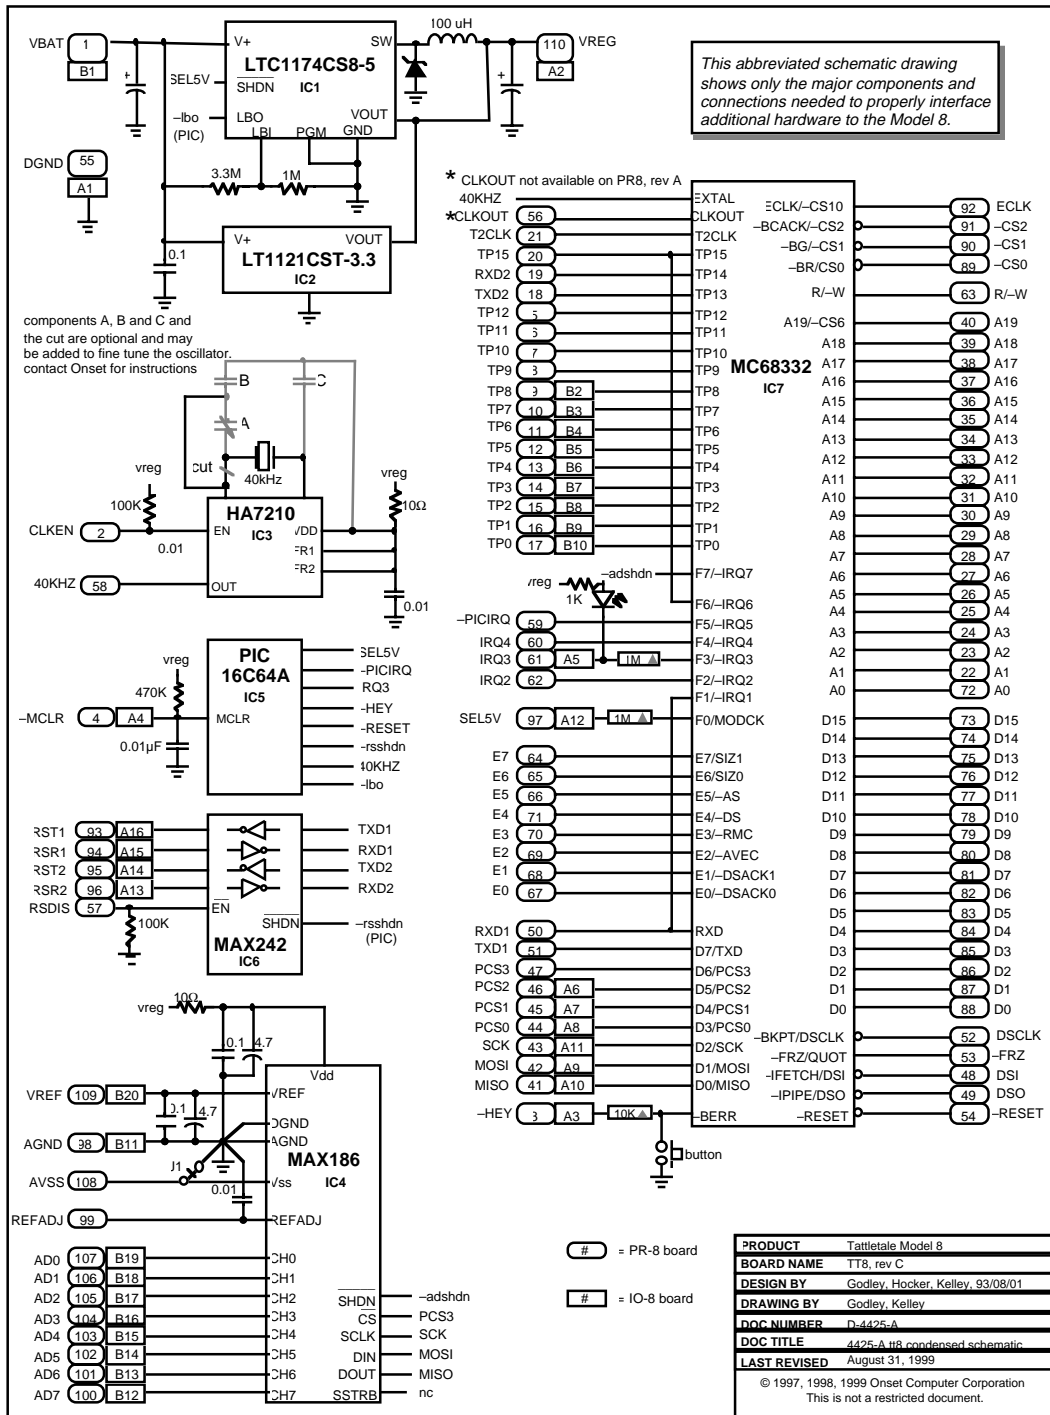 VBAT 1 B1
100 uH
V+ SW
LTC1174CS8-5
IC1
SEL5V SHDN
–lbo (PIC) LBO
LBI PGM GND VOUT
110 VREG
A2
+ +
This abbreviated schematic drawing
shows only the major components and
connections needed to properly interface
additional hardware to the Model 8.
DGND 55 A1
3.3M 1M
V+ VOUT
LT1121CST-3.3
IC2
0.1
components A, B and C and
the cut are optional and may
be added to fine tune the oscillator.
contact Onset for instructions
B C
A
cut
40kHz
vreg
100K
vreg
10Ω
HA7210
IC3
CLKEN 2
0.01
EN VDD
FR1
FR2
40KHZ 58 OUT
0.01
vreg
470K
–MCLR 4 A4
0.01µF
MCLR
PIC
16C64A
IC5
SEL5V
–PICIRQ
RQ3
–HEY
–RESET
–rsshdn
40KHZ
–lbo
RST1 93 A16 TXD1
RSR1 94 A15 RXD1
RST2 95 A14 TXD2
RSR2 96 A13 RXD2
RSDIS 57 EN
100K
SHDN –rsshdn
(PIC)
MAX242
IC6
vreg 10Ω
0.1 4.7
Vdd
VREF 109 B20 VREF
0.1 4.7
DGND
AGND 98 B11 AGND
MAX186
IC4
J1
AVSS 108 Vss
0.01
REFADJ 99 REFADJ
AD0 107 B19 CH0
AD1 106 B18 CH1
AD2 105 B17 CH2
AD3 104 B16 CH3
AD4 103 B15 CH4
AD5 102 B14 CH5
AD6 101 B13 CH6
AD7 100 B12 CH7
SHDN –adshdn
CS PCS3
SCLK SCK
DIN MOSI
DOUT MISO
SSTRB nc
* CLKOUT not available on PR8, rev A
40KHZ EXTAL
*CLKOUT 56 CLKOUT
T2CLK 21 T2CLK
TP15 20 TP15
RXD2 19 TP14
TXD2 18 TP13
TP12 5 TP12
TP11 6 TP11
TP10 7 TP10
TP9 8 TP9
TP8 9 B2 TP8
TP7 10 B3 TP7
TP6 11 B4 TP6
TP5 12 B5 TP5
TP4 13 B6 TP4
TP3 14 B7 TP3
TP2 15 B8 TP2
TP1 16 B9 TP1
TP0 17 B10 TP0
–adshdn F7/–IRQ7
vreg
1K
F6/–IRQ6
–PICIRQ 59 F5/–IRQ5
IRQ4 60 F4/–IRQ4
IRQ3 61 A5 1M F3/–IRQ3
IRQ2 62 F2/–IRQ2
F1/–IRQ1
SEL5V 97 A12 1M F0/MODCK
E7 64 E7/SIZ1
E6 65 E6/SIZ0
E5 66 E5/–AS
E4 71 E4/–DS
E3 70 E3/–RMC
E2 69 E2/–AVEC
E1 68 E1/–DSACK1
E0 67 E0/–DSACK0
RXD1 50 RXD
TXD1 51 D7/TXD
PCS3 47 D6/PCS3
PCS2 46 A6 D5/PCS2
PCS1 45 A7 D4/PCS1
PCS0 44 A8 D3/PCS0
SCK 43 A11 D2/SCK
MOSI 42 A9 D1/MOSI
MISO 41 A10 D0/MISO
–HEY 3 A3 10K –BERR
button
MC68332
IC7
ECLK/–CS10 92 ECLK
–BCACK/–CS2 91 –CS2
–BG/–CS1 90 –CS1
–BR/CS0 89 –CS0
R/–W 63 R/–W
A19/–CS6 40 A19
A18 39 A18
A17 38 A17
A16 37 A16
A15 36 A15
A14 35 A14
A13 34 A13
A12 33 A12
A11 32 A11
A10 31 A10
A9 30 A9
A8 29 A8
A7 28 A7
A6 27 A6
A5 26 A5
A4 25 A4
A3 24 A3
A2 23 A2
A1 22 A1
A0 72 A0
D15 73 D15
D14 74 D14
D13 75 D13
D12 76 D12
D11 77 D11
D10 78 D10
D9 79 D9
D8 80 D8
D7 81 D7
D6 82 D6
D5 83 D5
D4 84 D4
D3 85 D3
D2 86 D2
D1 87 D1
D0 88 D0
–BKPT/DSCLK 52 DSCLK
–FRZ/QUOT 53 –FRZ
–IFETCH/DSI 48 DSI
–IPIPE/DSO 49 DSO
–RESET 54 –RESET
# = PR-8 board
# = IO-8 board
PRODUCT Tattletale Model 8
BOARD NAME TT8, rev C
DESIGN BY Godley, Hocker, Kelley, 93/08/01
DRAWING BY Godley, Kelley
DOC NUMBER D-4425-A
DOC TITLE 4425-A tt8 condensed schematic
LAST REVISED August 31, 1999
© 1997, 1998, 1999 Onset Computer Corporation
This is not a restricted document.